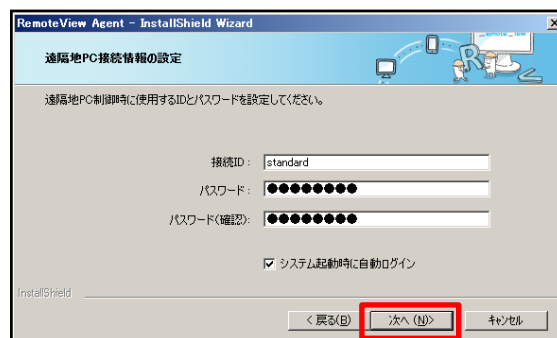 RemoteView Agent - InstallShield Wizard
遠隔地PC接続情報の設定
遠隔地PC制御時に使用するIDとパスワードを設定してください。
接続ID :
standard
パスワード :
●●●●●●●●
パスワード(確認):
●●●●●●●●
システム起動時に自動ログイン
InstallShield
< 戻る(B)
次へ (N)>
キャンセル